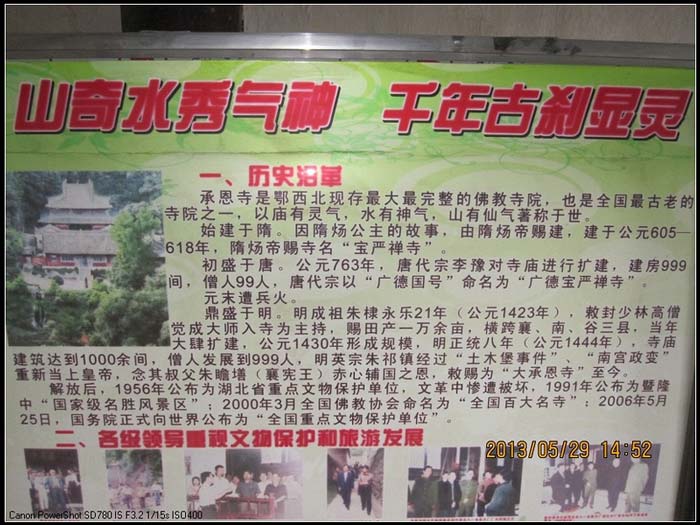 山奇水秀气神 千年古刹显灵
一、历史沿革
承恩寺是鄂西北现存最大最完整的佛教寺院，也是全国最古老的
寺院之一，以庙有灵气，水有神气，山有仙气著称于世。
始建于隋。因隋炀公主的故事，由隋炀帝赐建，建于公元605—
618年，隋炀帝赐寺名“宝严禅寺”。
初盛于唐。公元763年，唐代宗李豫对寺庙进行扩建，建房999
间，僧人99人，唐代宗以“广德国号”命名为“广德宝严禅寺”。
元末遭兵火。
鼎盛于明。明成祖朱棣永乐21年（公元1423年），敕封少林高僧
觉成大师入寺为主持，赐田产一万余亩，横跨襄、南、谷三县，当年
大肆扩建，公元1430年形成规模，明正统八年（公元1444年），寺庙
建筑达到1000余间，僧人发展到999人，明英宗朱祁镇经过“土木堡事件”、“南宫政变”
重新当上皇帝，念其叔父朱瞻墡（襄宪王）赤心辅国之恩，敕赐为“大承恩寺”至今。
解放后，1956年公布为湖北省重点文物保护单位，文革中惨遭破坏，1991年公布为暨隆
中“国家级名胜风景区”；2000年3月全国佛教协会命名为“全国百大名寺”；2006年5月
25日，国务院正式向世界公布为“全国重点文物保护单位”。
二、各级领导重视文物保护和旅游发展
2013/05/29 14:52
Canon PowerShot SD780 IS F3.2 1/15s ISO400